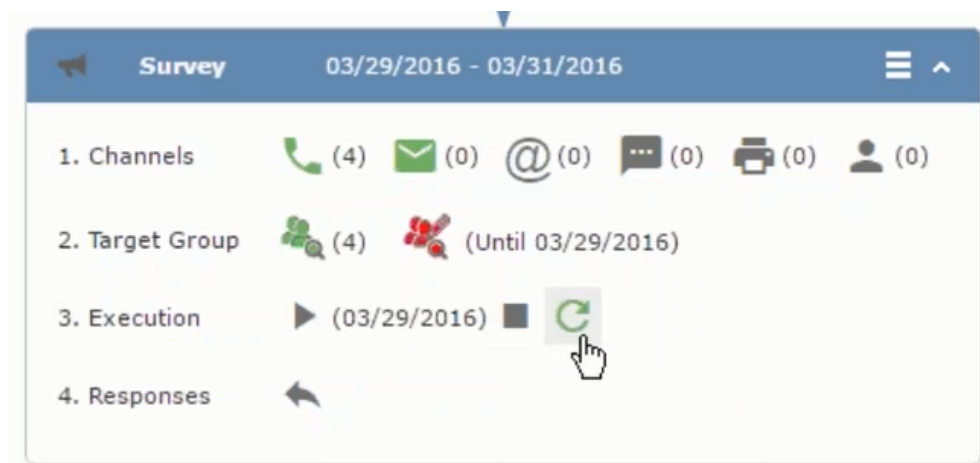 Survey 03/29/2016 - 03/31/2016
1. Channels (4) (0) @ (0) (0) (0) (0)
2. Target Group (4) (Until 03/29/2016)
3. Execution (03/29/2016)
4. Responses